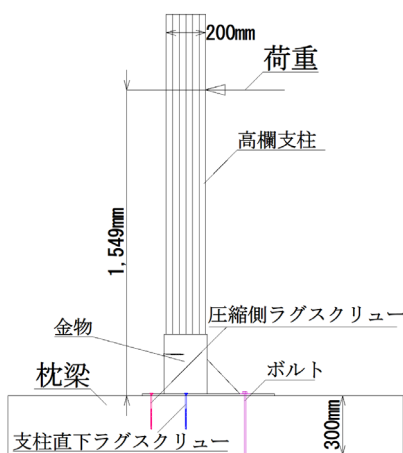 200mm
荷重
高欄支柱
1,549mm
圧縮側ラグスクリュー
金物
枕梁
ボルト
支柱直下ラグスクリュー
300mm